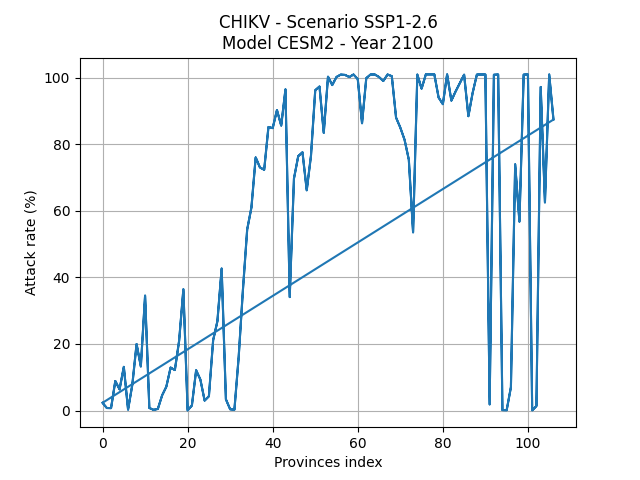 CHIKV - Scenario SSP1-2.6
Model CESM2 - Year 2100
Attack rate (%)
100
80
60
40
20
0
0 20 40 60 80 100
Provinces index